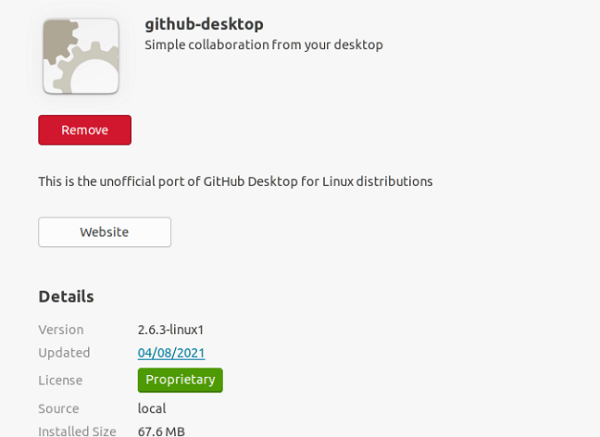 github-desktop
Simple collaboration from your desktop
Remove
This is the unofficial port of GitHub Desktop for Linux distributions
Website
Details
Version 2.6.3-linux1
Updated 04/08/2021
License Proprietary
Source local
Installed Size 67.6 MB